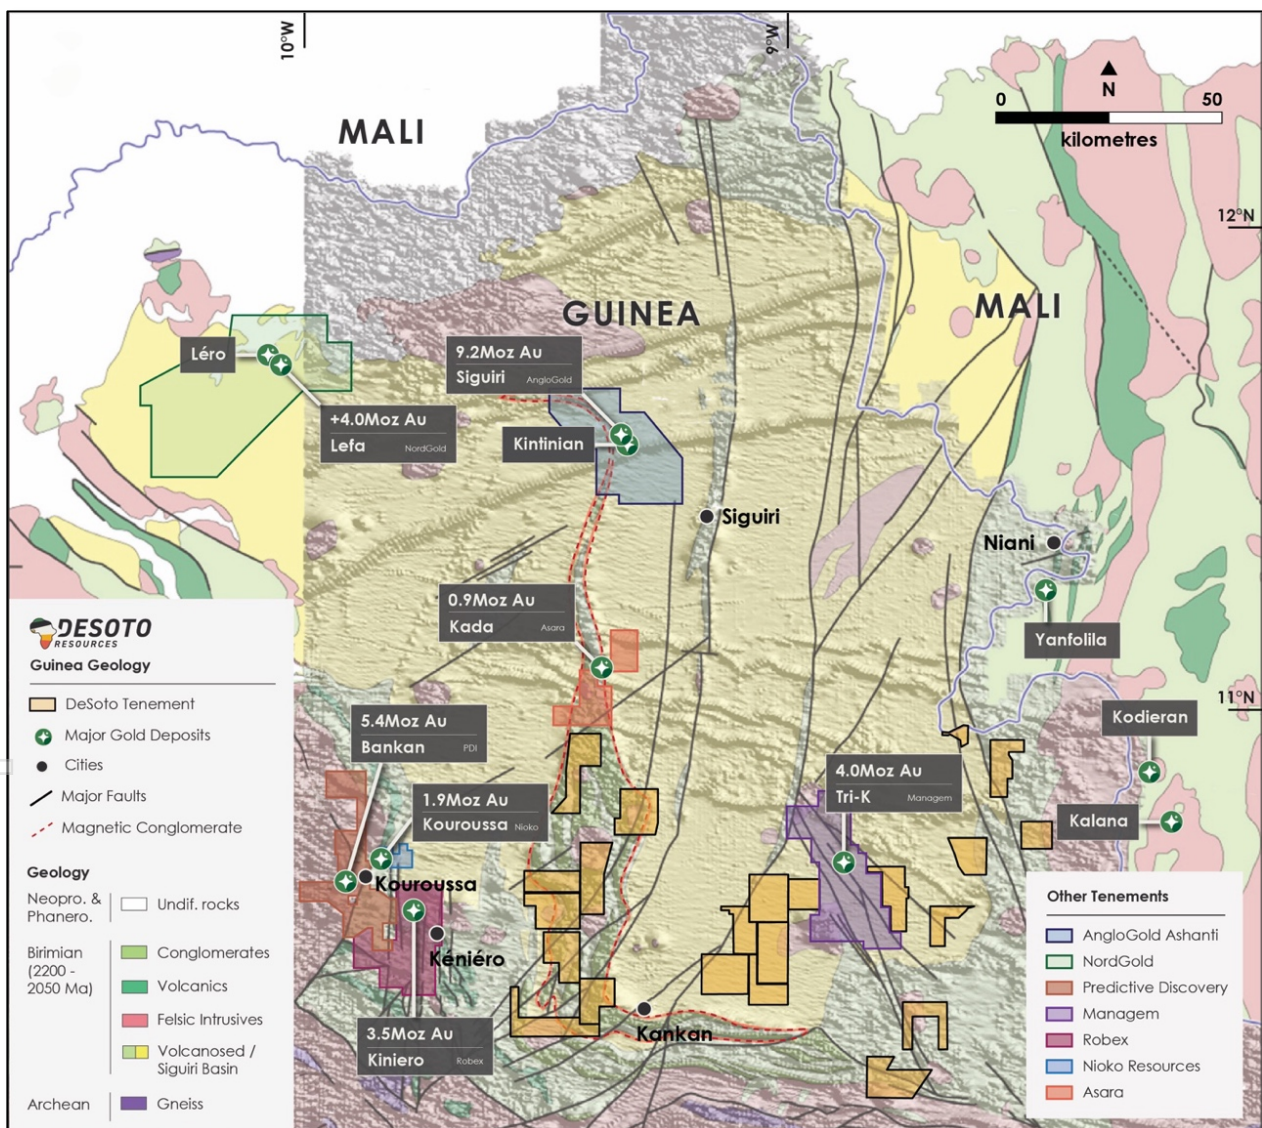 10°W
9°W
N
0 50
kilometres
MALI
12°N
GUINEA
MALI
Léro
9.2Moz Au
Siguiri AngloGold
+4.0Moz Au
Lefa NordGold
Kintinian
Siguiri
Niani
0.9Moz Au
Kada Asara
Yanfolila
11°N
5.4Moz Au
Bankan PDI
Kodieran
4.0Moz Au
Tri-K Managem
1.9Moz Au
Kouroussa Nioko
Kalana
Kouroussa
Kéniéro
Kankan
3.5Moz Au
Kiniero Robex
DESOTO
RESOURCES
Guinea Geology
DeSoto Tenement
Major Gold Deposits
Cities
Major Faults
Magnetic Conglomerate
Geology
Neopro. &
Phanero.
Undif. rocks
Birimian
(2200 -
2050 Ma)
Conglomerates
Volcanics
Felsic Intrusives
Volcanosed /
Siguiri Basin
Archean
Gneiss
Other Tenements
AngloGold Ashanti
NordGold
Predictive Discovery
Managem
Robex
Nioko Resources
Asara